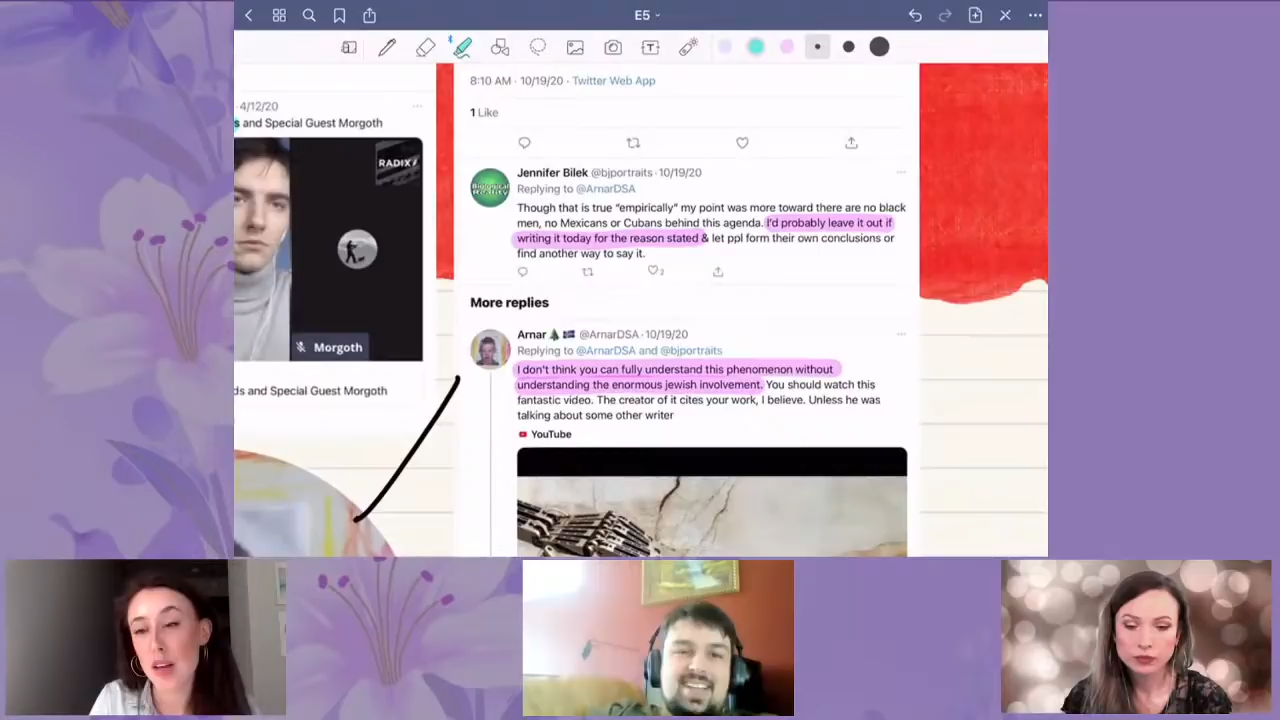 E5
4/12/20
s and Special Guest Morgoth
RADIX
Morgoth
ds and Special Guest Morgoth
8:10 AM · 10/19/20 · Twitter Web App
1 Like
Biological
Reality
Jennifer Bilek @bjportraits · 10/19/20
Replying to @ArnarDSA
Though that is true “empirically” my point was more toward there are no black
men, no Mexicans or Cubans behind this agenda. I'd probably leave it out if
writing it today for the reason stated & let ppl form their own conclusions or
find another way to say it.
2
More replies
Arnar @ArnarDSA · 10/19/20
Replying to @ArnarDSA and @bjportraits
I don't think you can fully understand this phenomenon without
understanding the enormous jewish involvement. You should watch this
fantastic video. The creator of it cites your work, I believe. Unless he was
talking about some other writer
YouTube